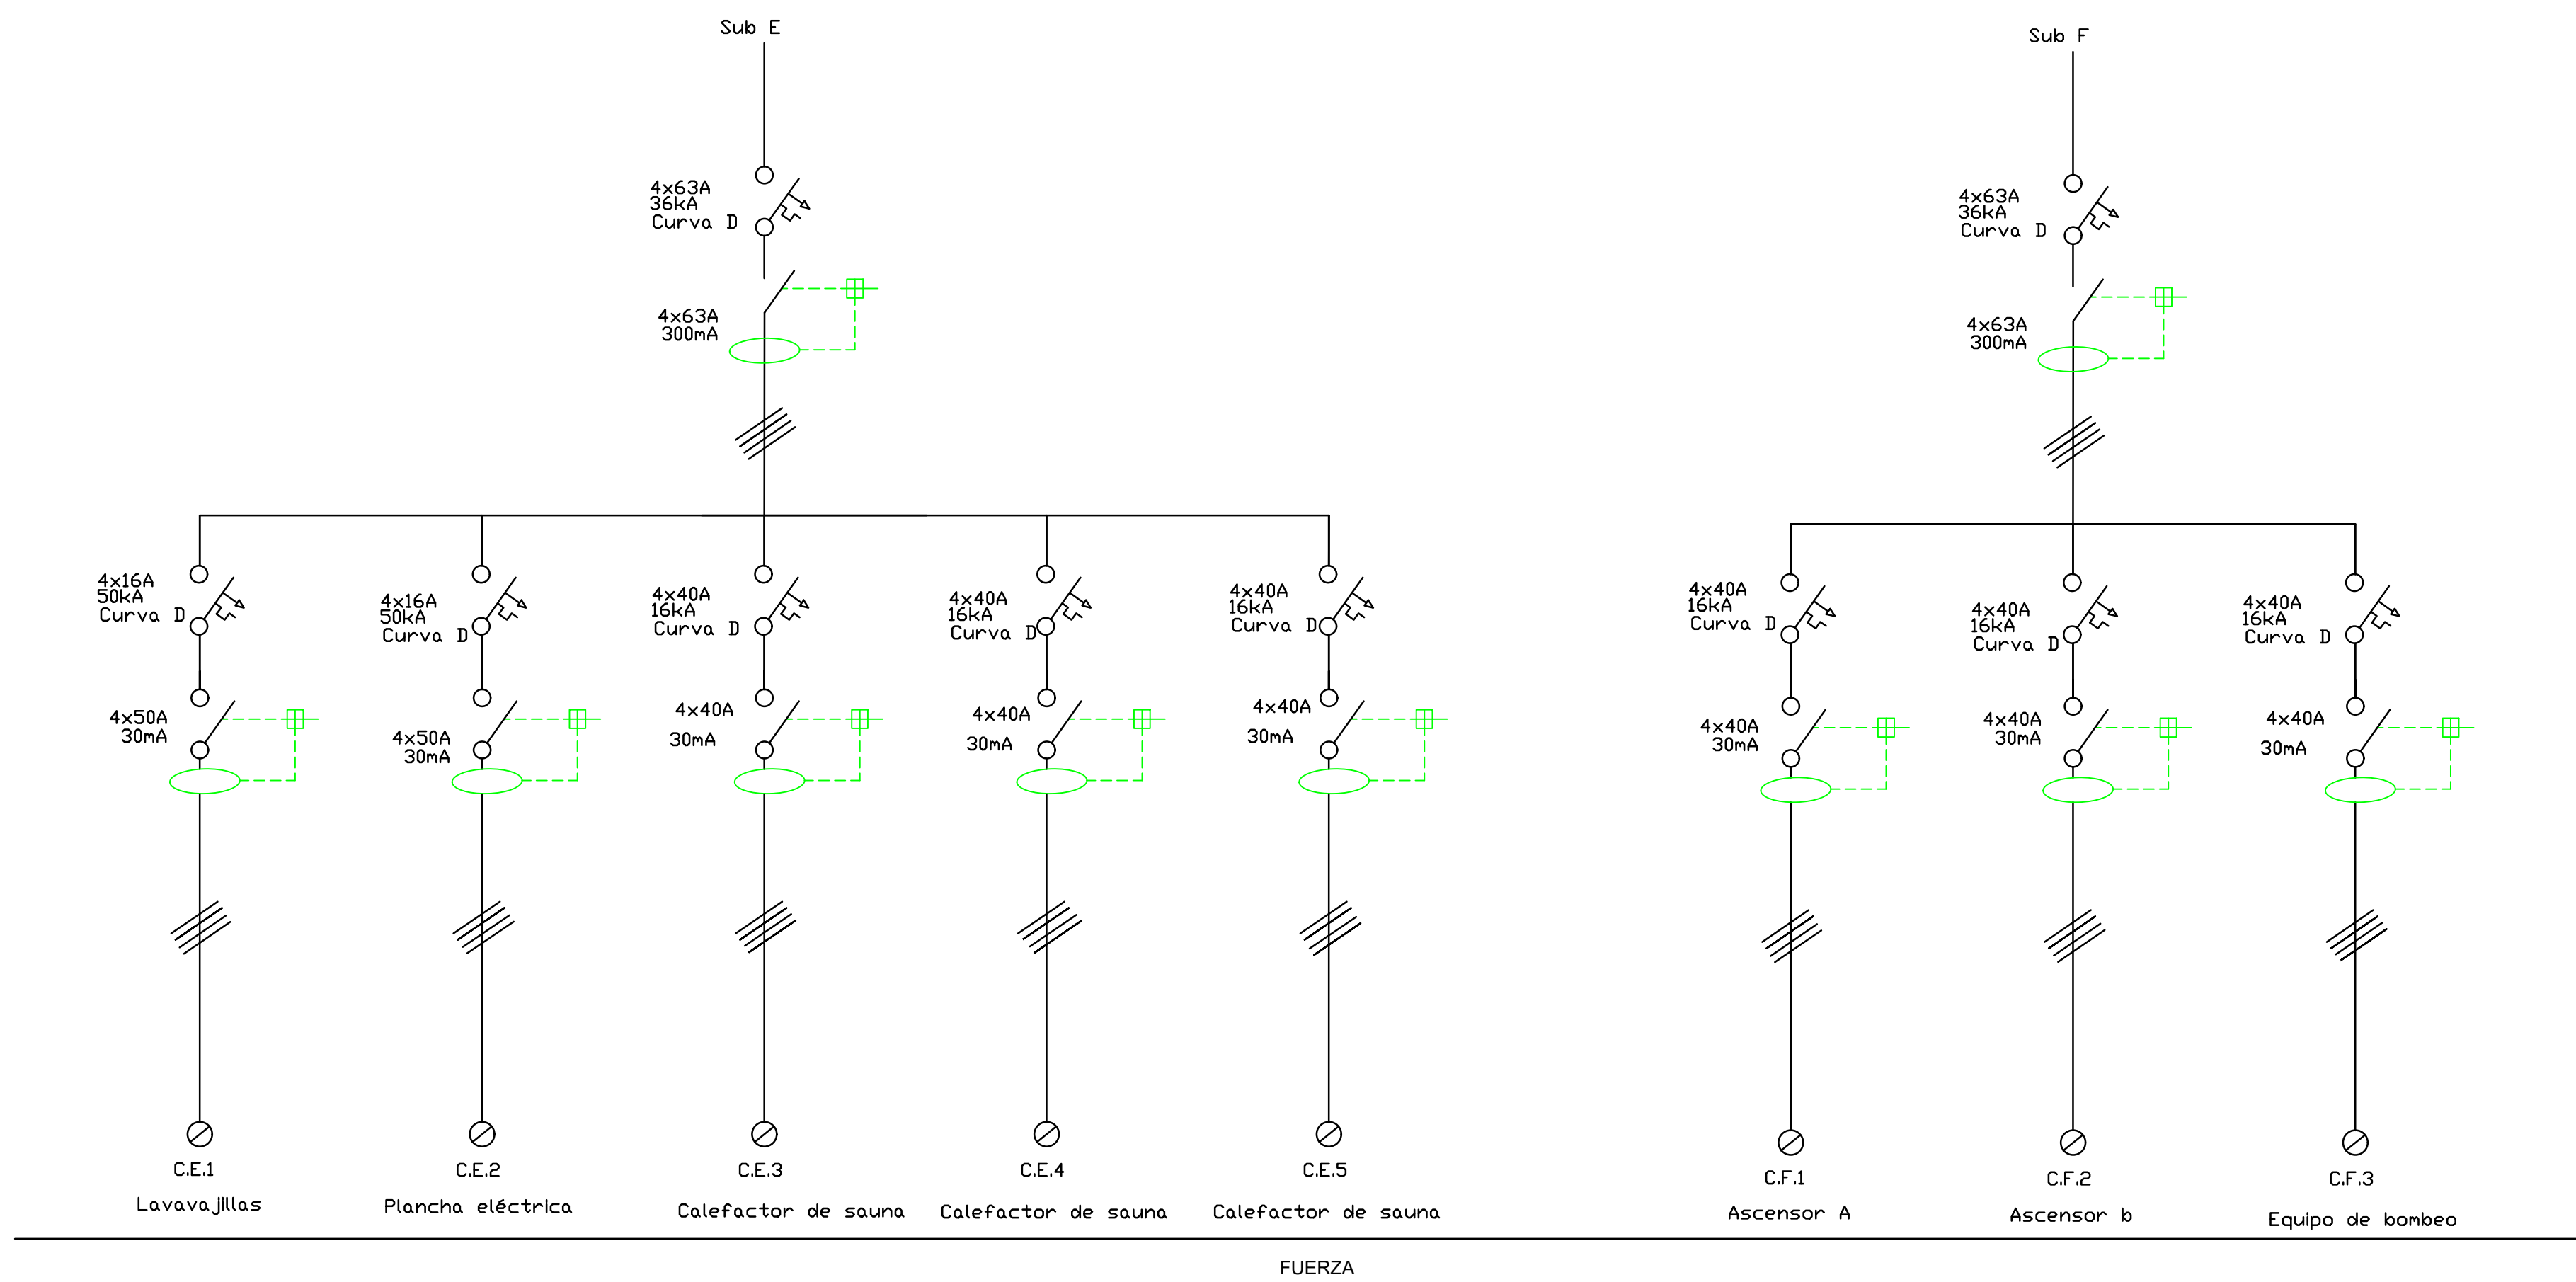 Sub E
4x63A
36kA
Curva D
4x63A
300mA
4x16A
50kA
Curva D
4x50A
30mA
C.E.1
Lavavajillas
4x16A
50kA
Curva D
4x50A
30mA
C.E.2
Plancha eléctrica
4x40A
16kA
Curva D
4x40A
30mA
C.E.3
Calefactor de sauna
4x40A
16kA
Curva D
4x40A
30mA
C.E.4
Calefactor de sauna
4x40A
16kA
Curva D
4x40A
30mA
C.E.5
Calefactor de sauna
Sub F
4x63A
36kA
Curva D
4x63A
300mA
4x40A
16kA
Curva D
4x40A
30mA
C.F.1
Ascensor A
4x40A
16kA
Curva D
4x40A
30mA
C.F.2
Ascensor b
4x40A
16kA
Curva D
4x40A
30mA
C.F.3
Equipo de bombeo
FUERZA